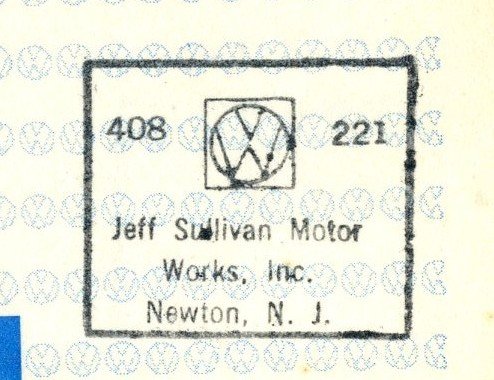 408 221
Jeff Sullivan Motor
Works, Inc.
Newton, N. J.